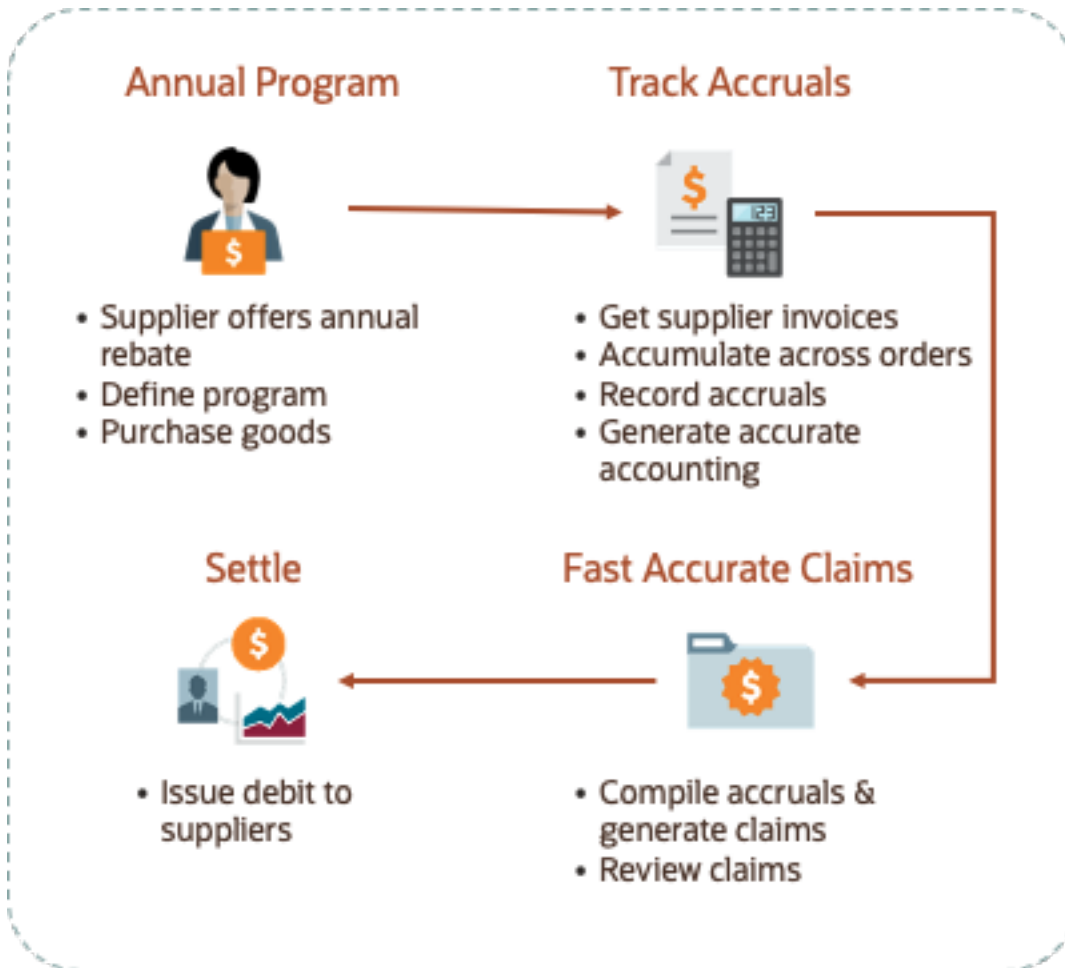 Annual Program
$
• Supplier offers annual
rebate
• Define program
• Purchase goods
Track Accruals
$
123
• Get supplier invoices
• Accumulate across orders
• Record accruals
• Generate accurate
accounting
Fast Accurate Claims
$
• Compile accruals &
generate claims
• Review claims
Settle
$
• Issue debit to
suppliers